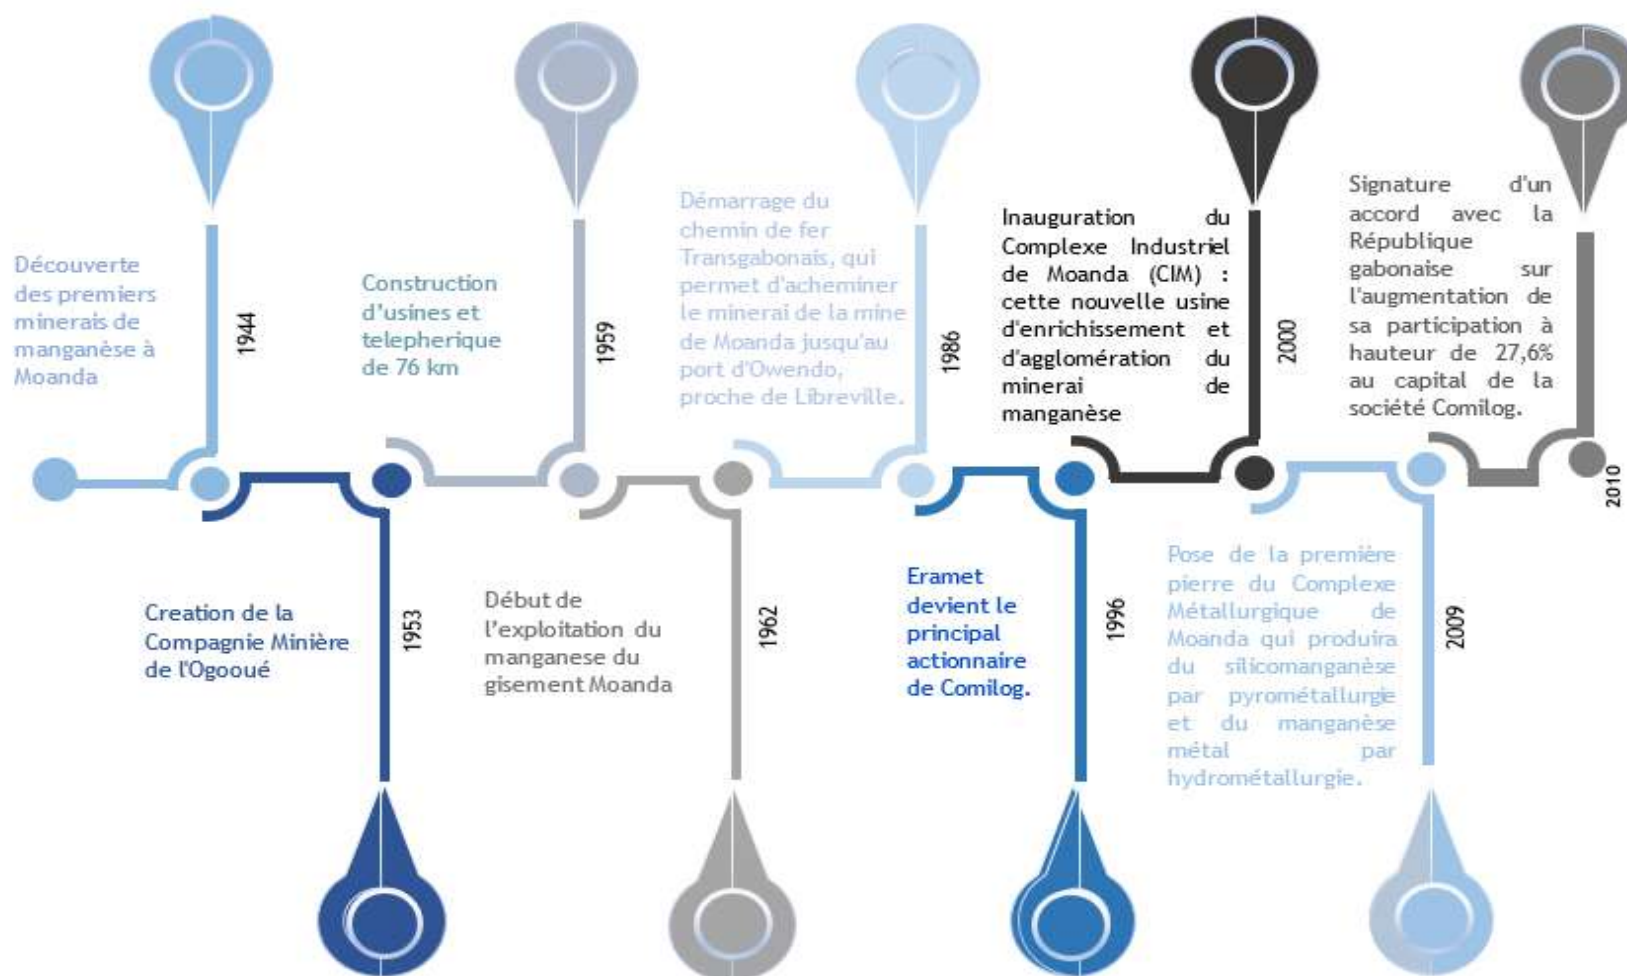 Découverte
des premiers
minerais de
manganèse à
Moanda
1944
Creation de la
Compagnie Minière
de l'Ogooué
1953
Construction
d’usines et
telepherique
de 76 km
1959
Début de
l’exploitation du
manganese du
gisement Moanda
1962
Démarrage du
chemin de fer
Transgabonais, qui
permet d'acheminer
le minerai de la mine
de Moanda jusqu'au
port d'Owendo,
proche de Libreville.
1986
Eramet
devient le
principal
actionnaire
de Comilog.
1996
Inauguration du
Complexe Industriel
de Moanda (CIM) :
cette nouvelle usine
d'enrichissement et
d'agglomération du
minerai de
manganèse
2000
Pose de la première
pierre du Complexe
Métallurgique de
Moanda qui produira
du silicomanganèse
par pyrométallurgie
et du manganèse
métal par
hydrométallurgie.
2009
Signature d'un
accord avec la
République
gabonaise sur
l'augmentation de
sa participation à
hauteur de 27,6%
au capital de la
société Comilog.
2010